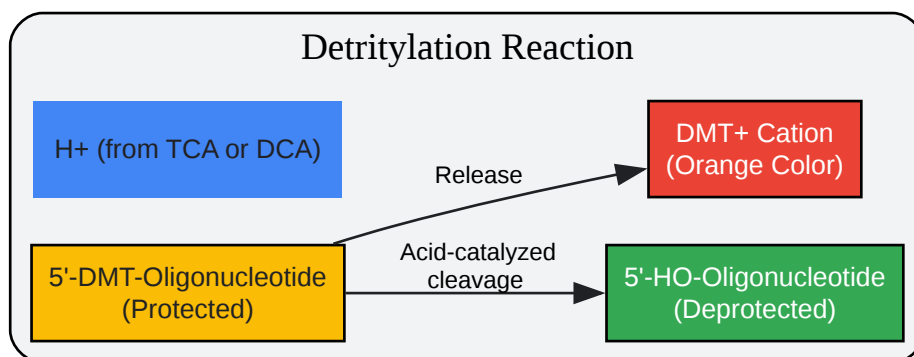 Detritylation Reaction
H+ (from TCA or DCA)
DMT+ Cation
(Orange Color)
Release
Acid-catalyzed
cleavage
5'-DMT-Oligonucleotide
(Protected)
5'-HO-Oligonucleotide
(Deprotected)